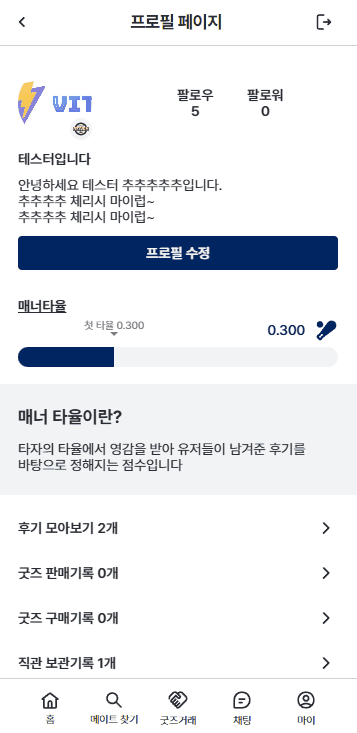 프로필 페이지
VIT
팔로우
5
팔로워
0
테스터입니다
안녕하세요 테스터 추추추추추입니다.
추추추추 체리시 마이럽~
추추추추 체리시 마이럽~
프로필 수정
매너타율
첫 타율 0.300
0.300
매너 타율이란?
타자의 타율에서 영감을 받아 유저들이 남겨준 후기를
바탕으로 정해지는 점수입니다
후기 모아보기 2개
굿즈 판매기록 0개
굿즈 구매기록 0개
직관 보관기록 1개
홈
메이트 찾기
굿즈거래
채팅
마이